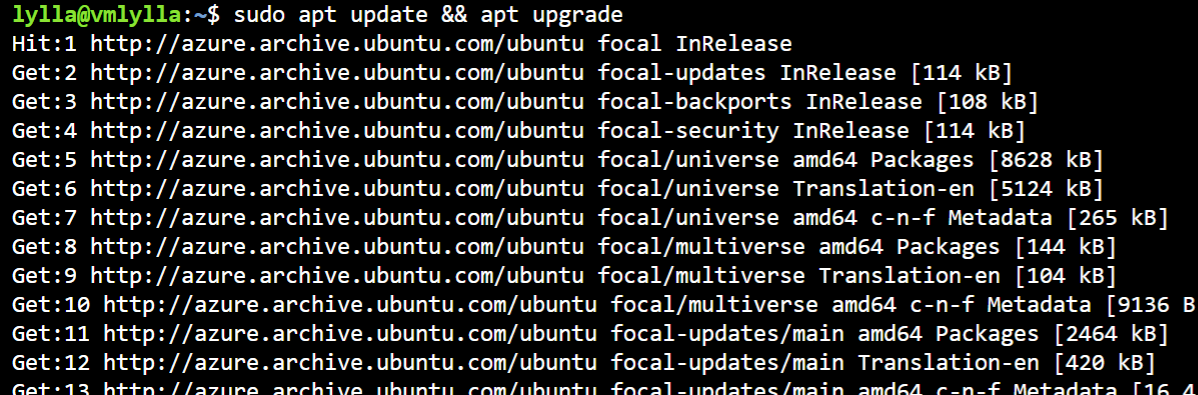 lylla@vmlylla:~$ sudo apt update && apt upgrade
Hit:1 http://azure.archive.ubuntu.com/ubuntu focal InRelease
Get:2 http://azure.archive.ubuntu.com/ubuntu focal-updates InRelease [114 kB]
Get:3 http://azure.archive.ubuntu.com/ubuntu focal-backports InRelease [108 kB]
Get:4 http://azure.archive.ubuntu.com/ubuntu focal-security InRelease [114 kB]
Get:5 http://azure.archive.ubuntu.com/ubuntu focal/universe amd64 Packages [8628 kB]
Get:6 http://azure.archive.ubuntu.com/ubuntu focal/universe Translation-en [5124 kB]
Get:7 http://azure.archive.ubuntu.com/ubuntu focal/universe amd64 c-n-f Metadata [265 kB]
Get:8 http://azure.archive.ubuntu.com/ubuntu focal/multiverse amd64 Packages [144 kB]
Get:9 http://azure.archive.ubuntu.com/ubuntu focal/multiverse Translation-en [104 kB]
Get:10 http://azure.archive.ubuntu.com/ubuntu focal/multiverse amd64 c-n-f Metadata [9136 B
Get:11 http://azure.archive.ubuntu.com/ubuntu focal-updates/main amd64 Packages [2464 kB]
Get:12 http://azure.archive.ubuntu.com/ubuntu focal-updates/main Translation-en [420 kB]
Get:13 http://azure.archive.ubuntu.com/ubuntu focal-updates/main amd64 c-n-f Metadata [16.4